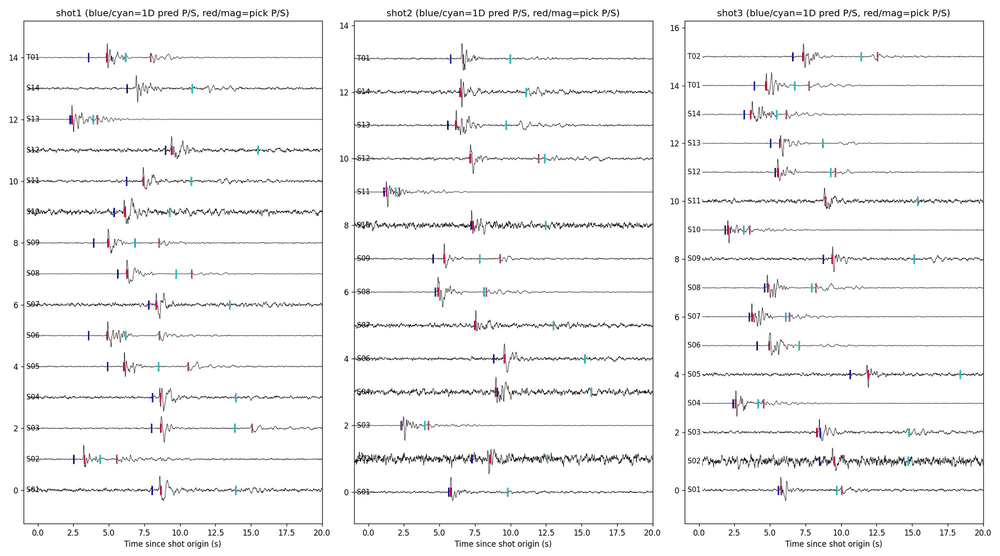 shot1 (blue/cyan=1D pred P/S, red/mag=pick P/S)
14
12
10
8
6
4
2
0
T01
S14
S13
S12
S11
S10
S09
S08
S07
S06
S05
S04
S03
S02
S01
0.0 2.5 5.0 7.5 10.0 12.5 15.0 17.5 20.0
Time since shot origin (s)
shot2 (blue/cyan=1D pred P/S, red/mag=pick P/S)
14
12
10
8
6
4
2
0
T01
S14
S13
S12
S11
S10
S09
S08
S07
S06
S04
S03
S01
0.0 2.5 5.0 7.5 10.0 12.5 15.0 17.5 20.0
Time since shot origin (s)
shot3 (blue/cyan=1D pred P/S, red/mag=pick P/S)
16
14
12
10
8
6
4
2
0
T02
T01
S14
S13
S12
S11
S10
S09
S08
S07
S06
S05
S04
S03
S02
S01
0.0 2.5 5.0 7.5 10.0 12.5 15.0 17.5 20.0
Time since shot origin (s)